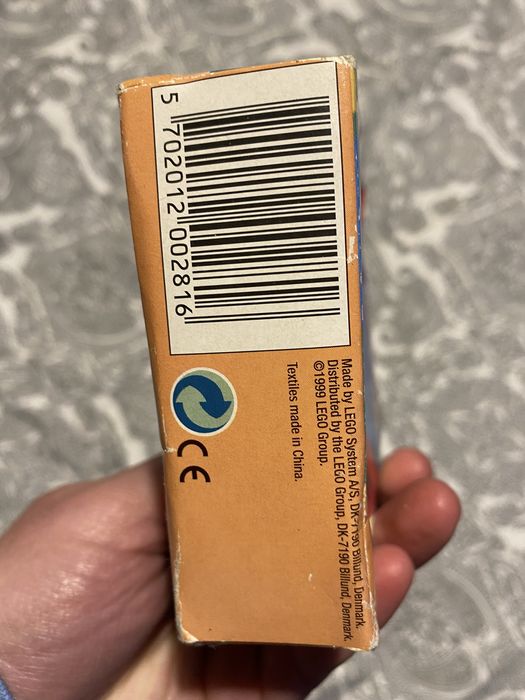 5 702012 002816
Made by LEGO System A/S, DK-7190 Billund, Denmark.
Distributed by the LEGO Group, DK-7190 Billund, Denmark.
©1999 LEGO Group.
Textiles made in China.
CE